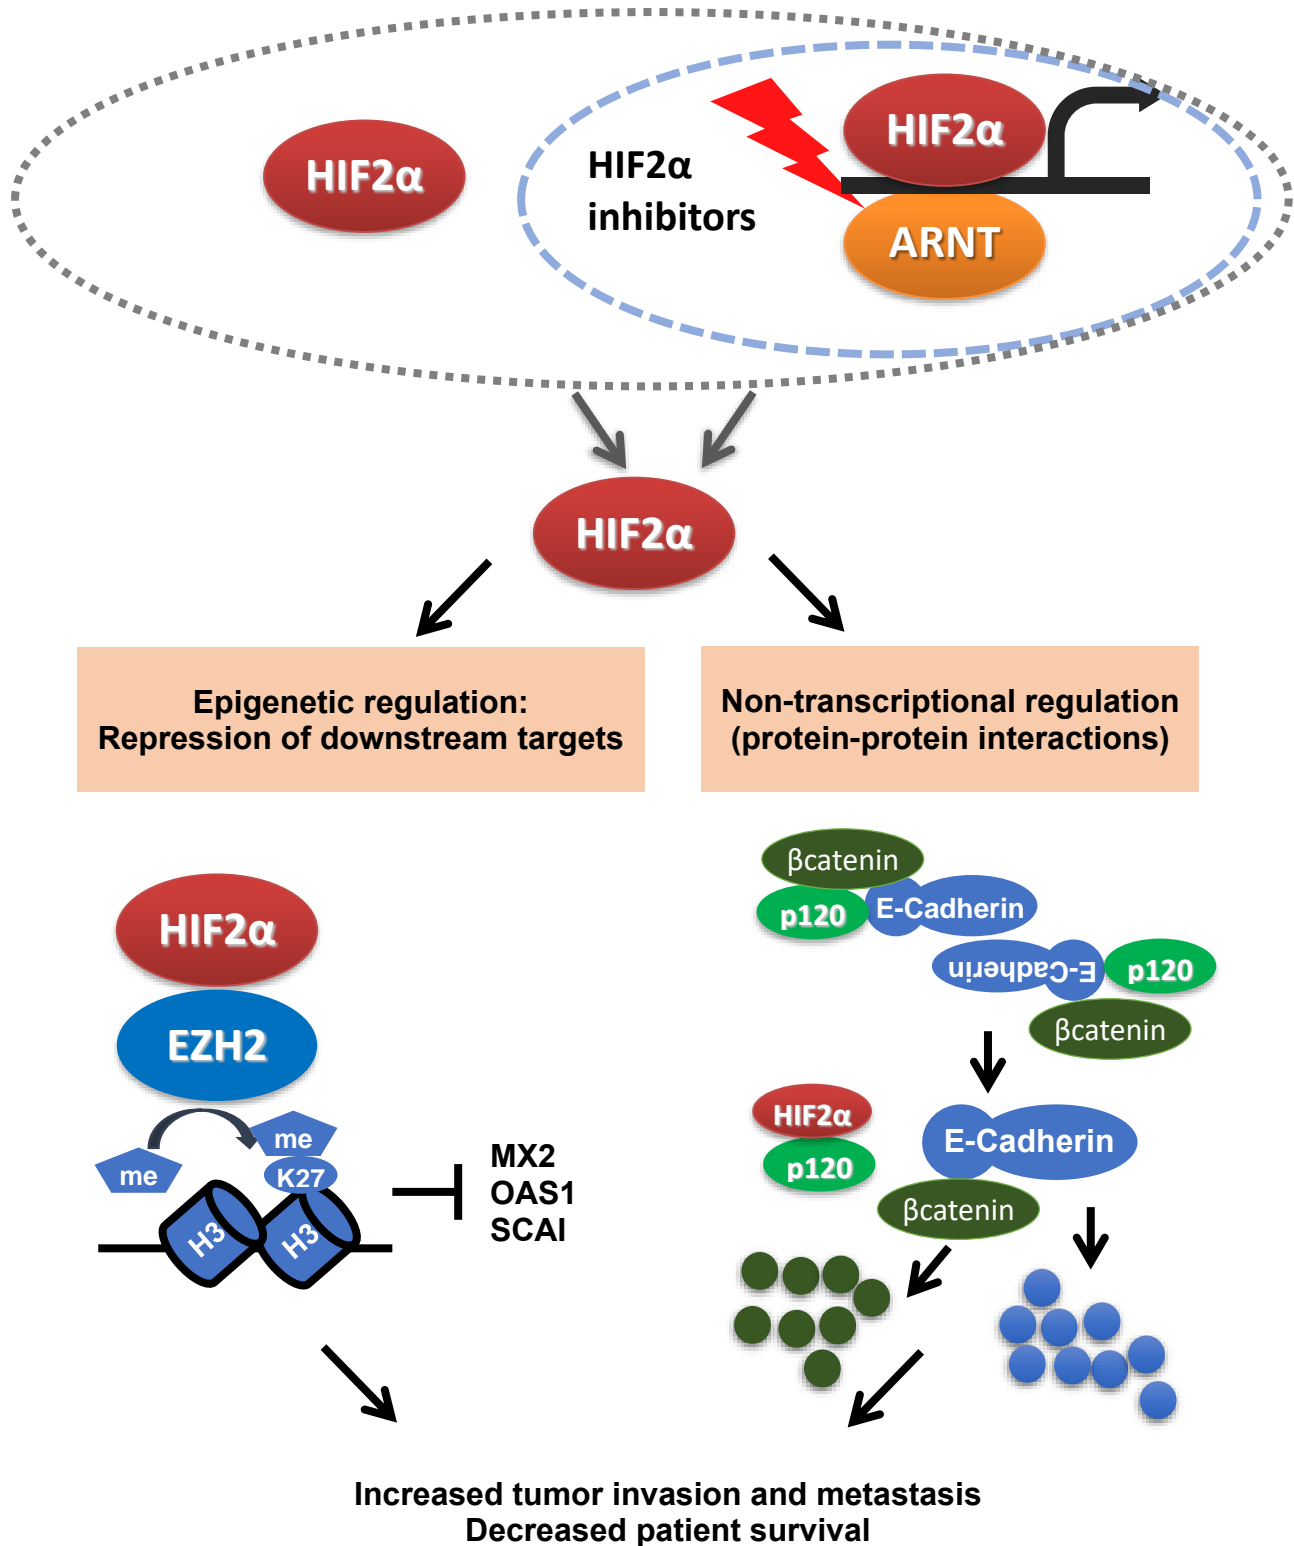 HIF2α
HIF2α
inhibitors
HIF2α
ARNT
HIF2α
Epigenetic regulation:
Repression of downstream targets
Non-transcriptional regulation
(protein-protein interactions)
HIF2α
EZH2
me
me
K27
H3
H3
MX2
OAS1
SCAI
βcatenin
p120
E-Cadherin
E-Cadherin
p120
βcatenin
HIF2α
p120
E-Cadherin
βcatenin
Increased tumor invasion and metastasis
Decreased patient survival